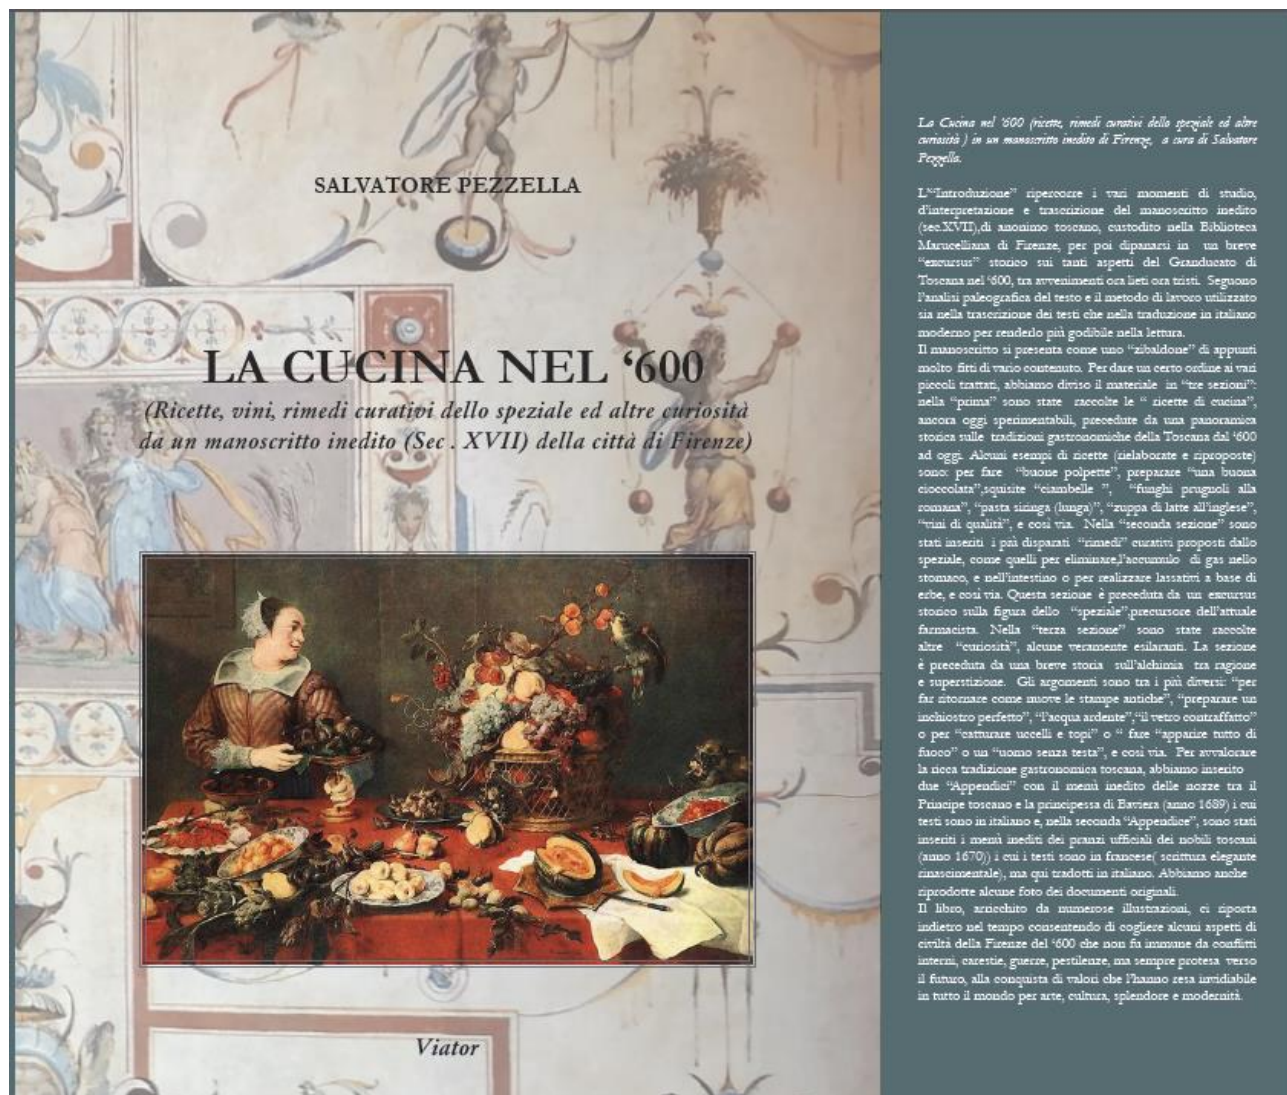 SALVATORE PEZZELLA
LA CUCINA NEL ‘600
(Ricette, vini, rimedi curativi dello speziale ed altre curiosità
da un manoscritto inedito (Sec . XVII) della città di Firenze)
Viator
La Cucina nel ’600 (ricette, rimedi curativi dello speziale ed altre
curiosità ) in un manoscritto inedito di Firenze, a cura di Salvatore
Pezzella.
L’“Introduzione” ripercorre i vari momenti di studio,
d’interpretazione e trascrizione del manoscritto inedito
(sec.XVII),di anonimo toscano, custodito nella Biblioteca
Marucelliana di Firenze, per poi dipanarsi in un breve
“excursus” storico sui tanti aspetti del Granducato di
Toscana nel ‘600, tra avvenimenti ora lieti ora tristi. Seguono
l’analisi paleografica del testo e il metodo di lavoro utilizzato
sia nella trascrizione dei testi che nella traduzione in italiano
moderno per renderlo più godibile nella lettura.
Il manoscritto si presenta come uno “zibaldone” di appunti
molto fitti di vario contenuto. Per dare un certo ordine ai vari
piccoli trattati, abbiamo diviso il materiale in “tre sezioni”:
nella “prima” sono state raccolte le “ ricette di cucina”,
ancora oggi sperimentabili, precedute da una panoramica
storica sulle tradizioni gastronomiche della Toscana dal ‘600
ad oggi. Alcuni esempi di ricette (rielaborate e riproposte)
sono: per fare “buone polpette”, preparare “una buona
cioccolata”,squisite “ciambelle ”, “funghi prugnoli alla
romana”, “pasta siringa (lunga)”, “zuppa di latte all’inglese”,
“vini di qualità”, e così via. Nella “seconda sezione” sono
stati inseriti i più disparati “rimedi” curativi proposti dallo
speziale, come quelli per eliminare,l’accumulo di gas nello
stomaco, e nell’intestino o per realizzare lassativi a base di
erbe, e così via. Questa sezione è preceduta da un excursus
storico sulla figura dello “speziale”,precursore dell’attuale
farmacista. Nella “terza sezione” sono state raccolte
altre “curiosità”, alcune veramente esilaranti. La sezione
è preceduta da una breve storia sull’alchimia tra ragione
e superstizione. Gli argomenti sono tra i più diversi: “per
far ritornare come nuove le stampe antiche”, “preparare un
inchiostro perfetto”, “l’acqua ardente”,“il vetro contraffatto”
o per “catturare uccelli e topi” o “ fare “apparire tutto di
fuoco” o un “uomo senza testa”, e così via. Per avvalorare
la ricca tradizione gastronomica toscana, abbiamo inserito
due “Appendici” con il menù inedito delle nozze tra il
Principe toscano e la principessa di Baviera (anno 1689) i cui
testi sono in italiano e, nella seconda “Appendice”, sono stati
inseriti i menù inediti dei pranzi ufficiali dei nobili toscani
(anno 1670)) i cui i testi sono in francese( scrittura elegante
rinascimentale), ma qui tradotti in italiano. Abbiamo anche
riprodotte alcune foto dei documenti originali.
Il libro, arricchito da numerose illustrazioni, ci riporta
indietro nel tempo consentendo di cogliere alcuni aspetti di
civiltà della Firenze del ‘600 che non fu immune da conflitti
interni, carestie, guerre, pestilenze, ma sempre protesa verso
il futuro, alla conquista di valori che l’hanno resa invidiabile
in tutto il mondo per arte, cultura, splendore e modernità.